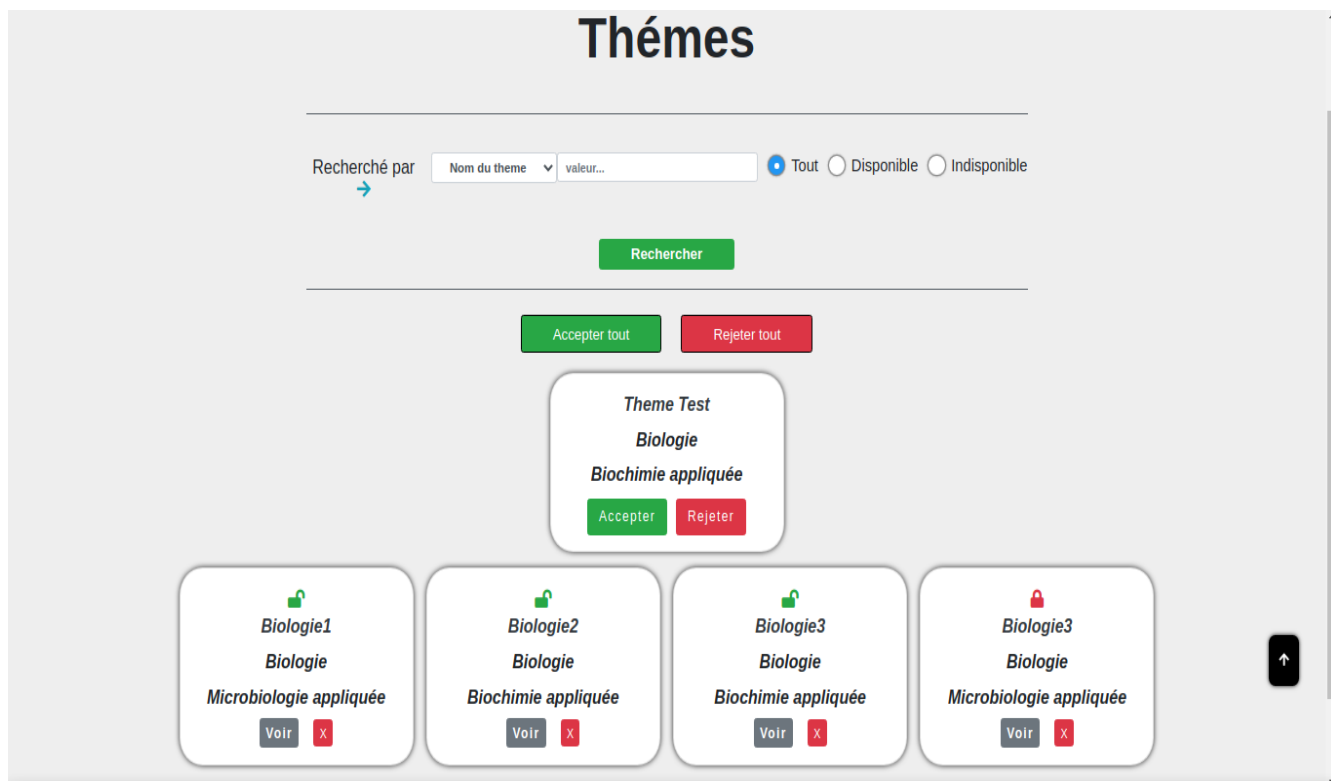 Thémes
Recherché par
Nom du theme
valeur...
Tout
Disponible
Indisponible
Rechercher
Accepter tout
Rejeter tout
Theme Test
Biologie
Biochimie appliquée
Accepter
Rejeter
Biologie1
Biologie
Microbiologie appliquée
Voir
X
Biologie2
Biologie
Biochimie appliquée
Voir
X
Biologie3
Biologie
Biochimie appliquée
Voir
X
Biologie3
Biologie
Microbiologie appliquée
Voir
X